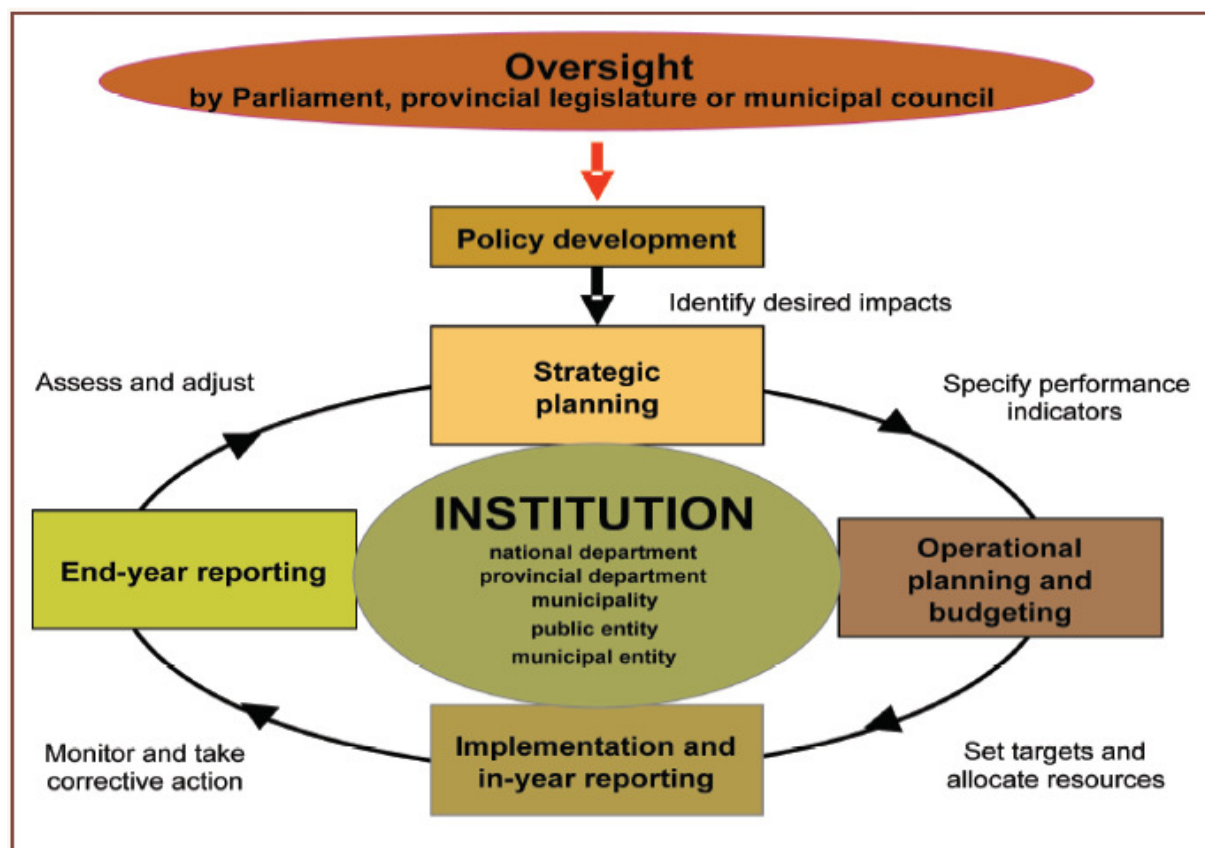 Oversight
by Parliament, provincial legislature or municipal council
Policy development
Identify desired impacts
Strategic
planning
Assess and adjust
Specify performance
indicators
INSTITUTION
national department
provincial department
municipality
public entity
municipal entity
End-year reporting
Operational
planning and
budgeting
Implementation and
in-year reporting
Monitor and take
corrective action
Set targets and
allocate resources